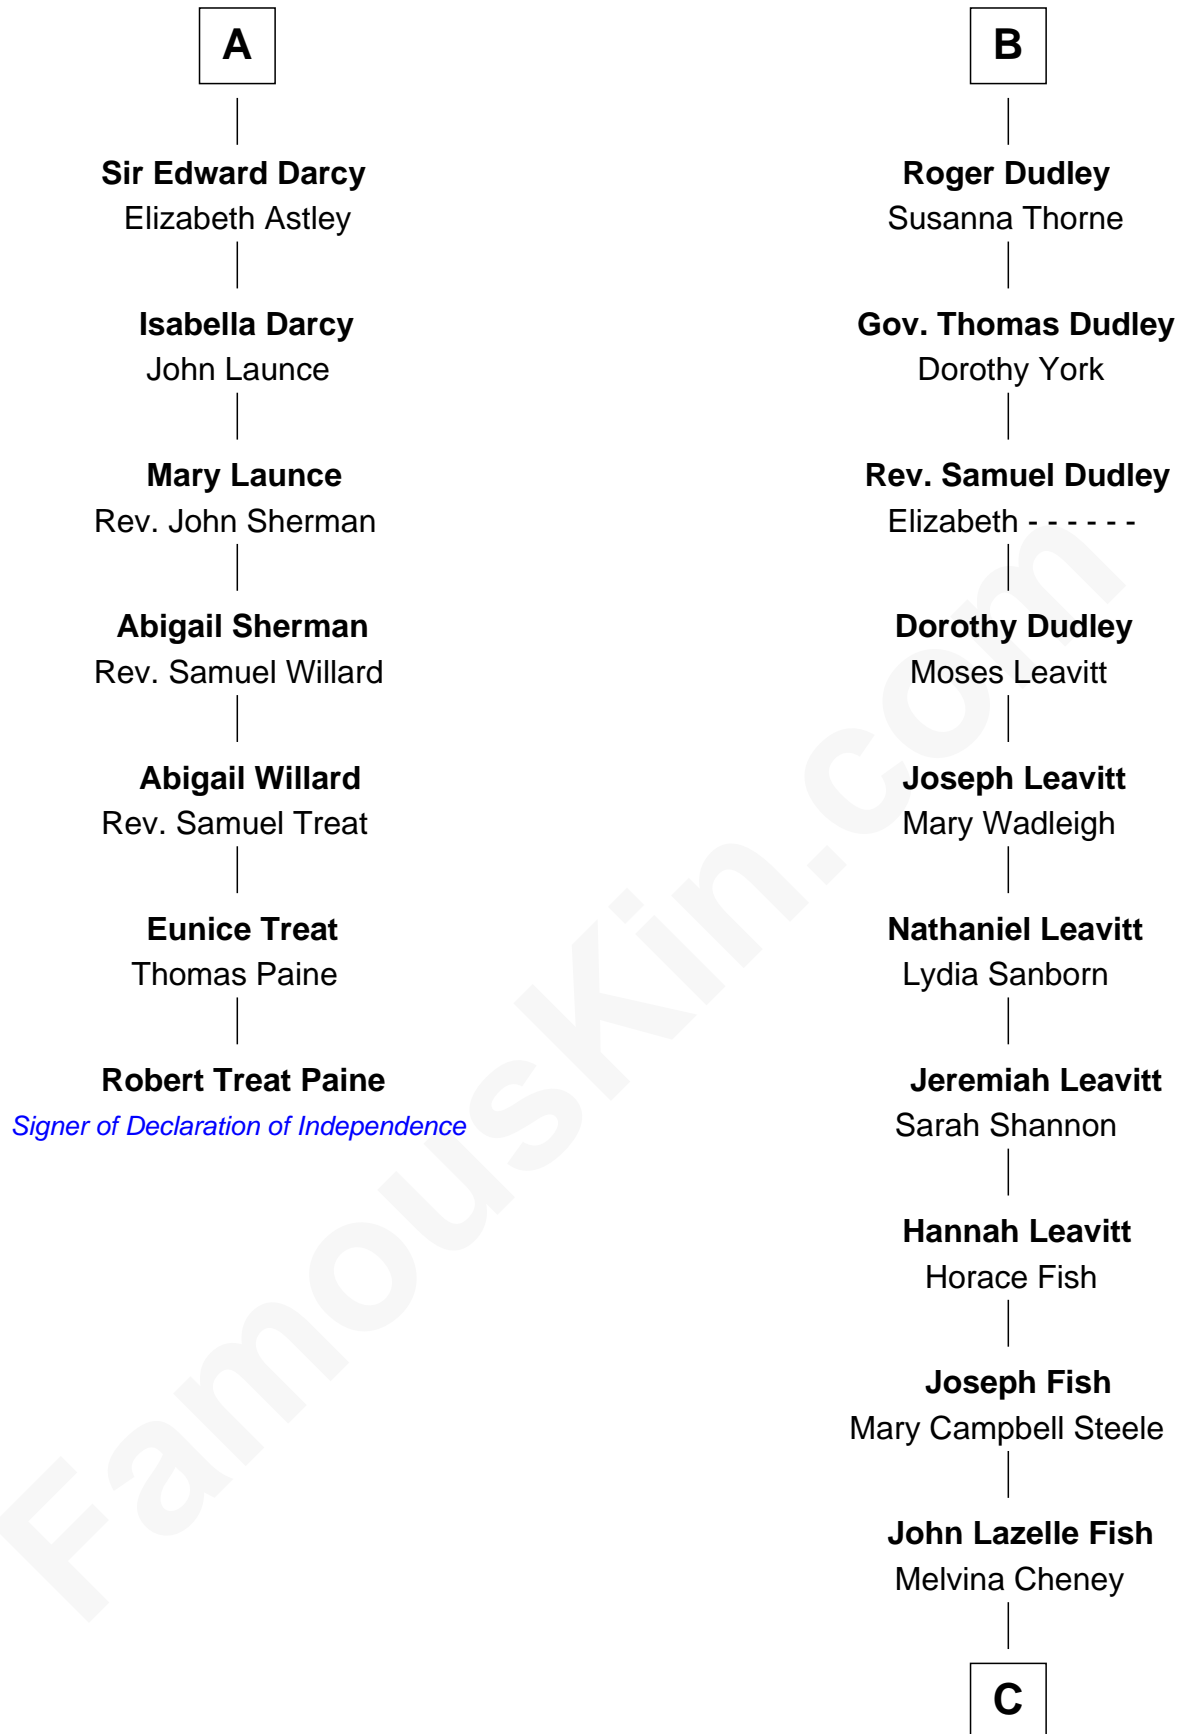 A
Sir Edward Darcy
Elizabeth Astley
Isabella Darcy
John Launce
Mary Launce
Rev. John Sherman
Abigail Sherman
Rev. Samuel Willard
Abigail Willard
Rev. Samuel Treat
Eunice Treat
Thomas Paine
Robert Treat Paine
Signer of Declaration of Independence
B
Roger Dudley
Susanna Thorne
Gov. Thomas Dudley
Dorothy York
Rev. Samuel Dudley
Elizabeth - - - - - -
Dorothy Dudley
Moses Leavitt
Joseph Leavitt
Mary Wadleigh
Nathaniel Leavitt
Lydia Sanborn
Jeremiah Leavitt
Sarah Shannon
Hannah Leavitt
Horace Fish
Joseph Fish
Mary Campbell Steele
John Lazelle Fish
Melvina Cheney
C
FamousKin.com